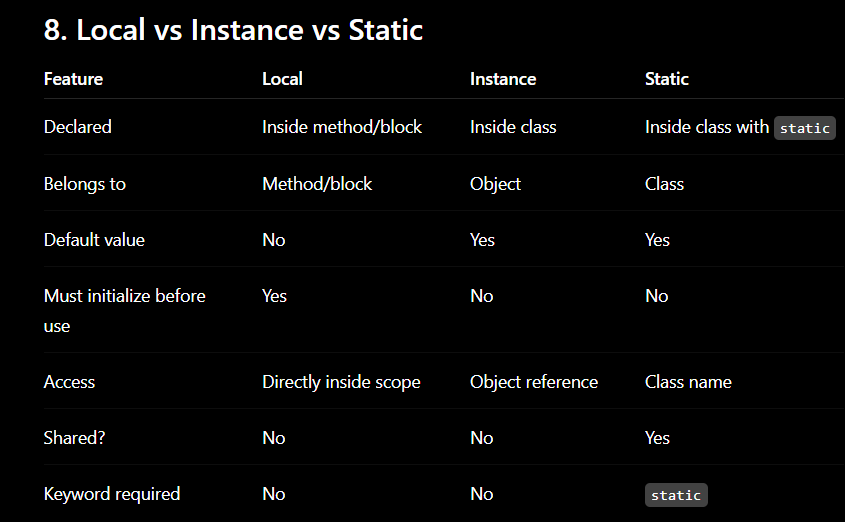 8. Local vs Instance vs Static
Feature Local Instance Static
Declared Inside method/block Inside class Inside class with static
Belongs to Method/block Object Class
Default value No Yes Yes
Must initialize before use Yes No No
Access Directly inside scope Object reference Class name
Shared? No No Yes
Keyword required No No static